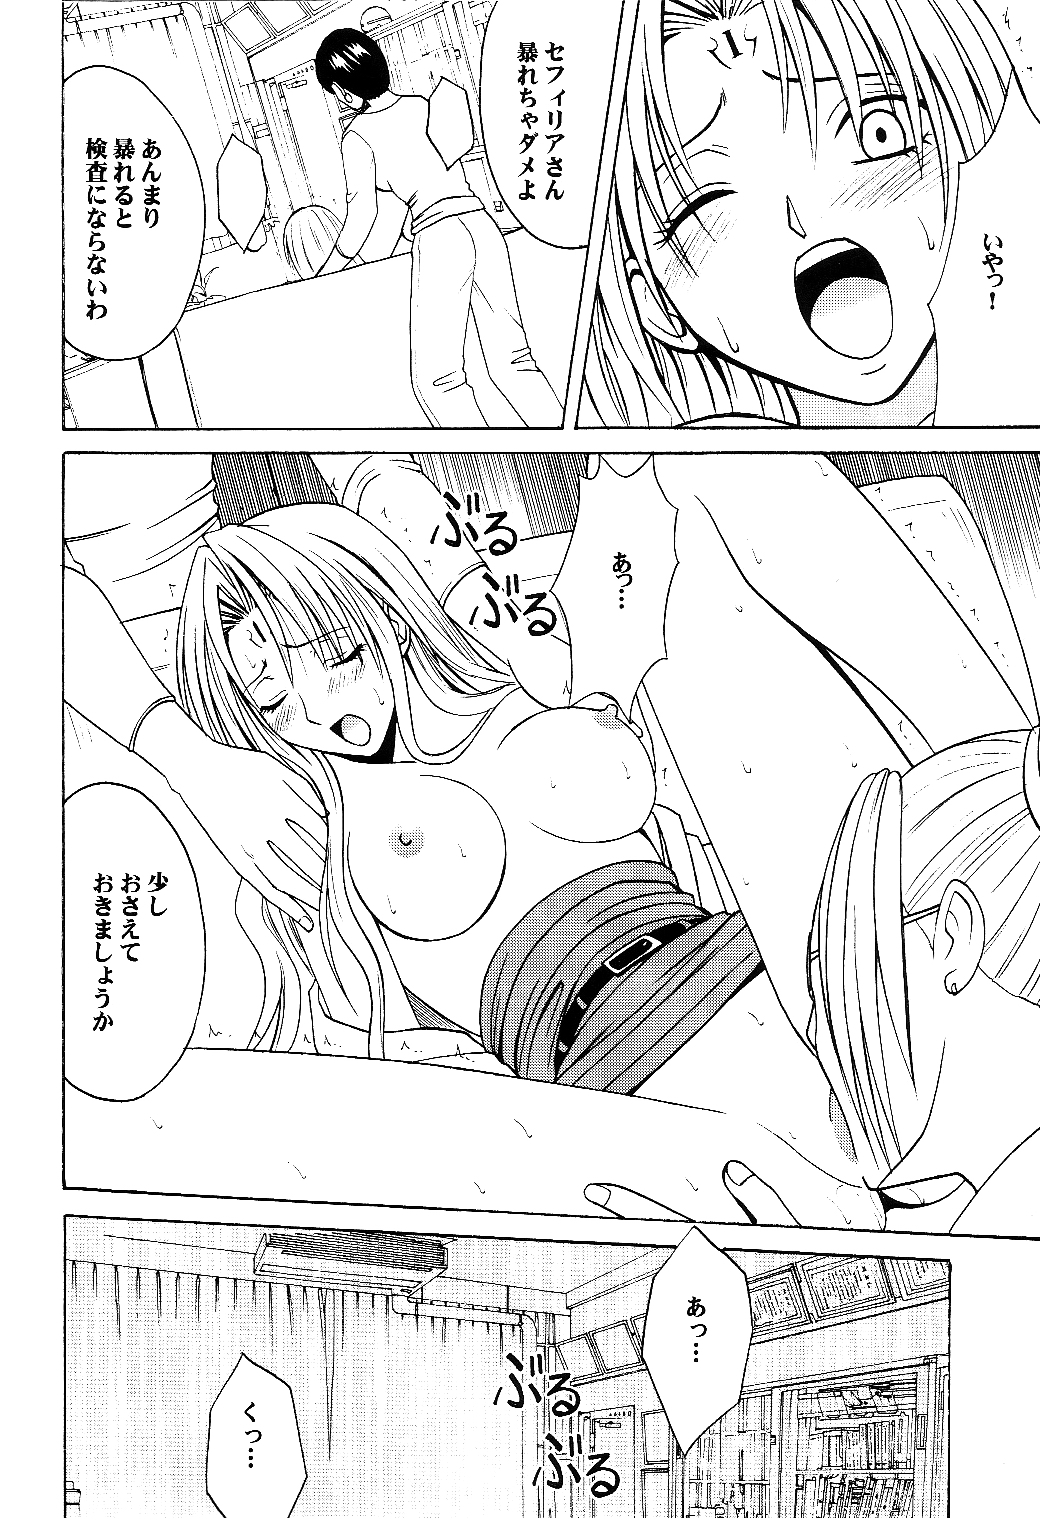 いやっ！
セフィリアさん
暴れちゃダメよ
あんまり
暴れると
検査にならないわ
I
ぶる
ぶる
あっ…
少し
おさえて
おきましょうか
I
あっ…
ぶる
ぶる
くっ…